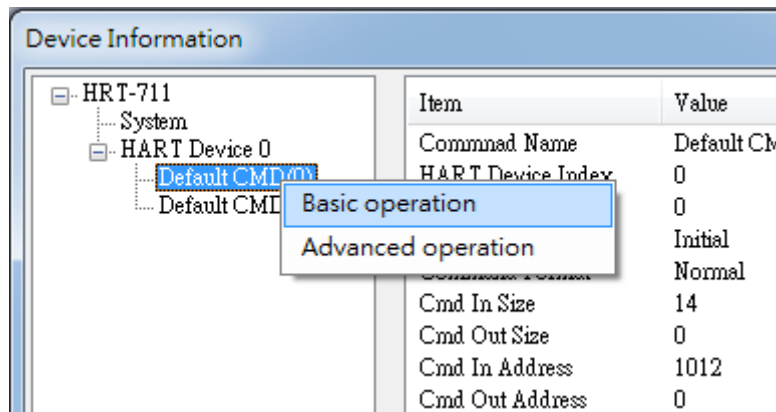 Device Information
HRT-711
System
HART Device 0
Default CMD(0)
Default CMD
Basic operation
Advanced operation
Item Value
Commnad Name Default CM
HART Device Index 0
0
Initial
Normal
Cmd In Size 14
Cmd Out Size 0
Cmd In Address 1012
Cmd Out Address 0